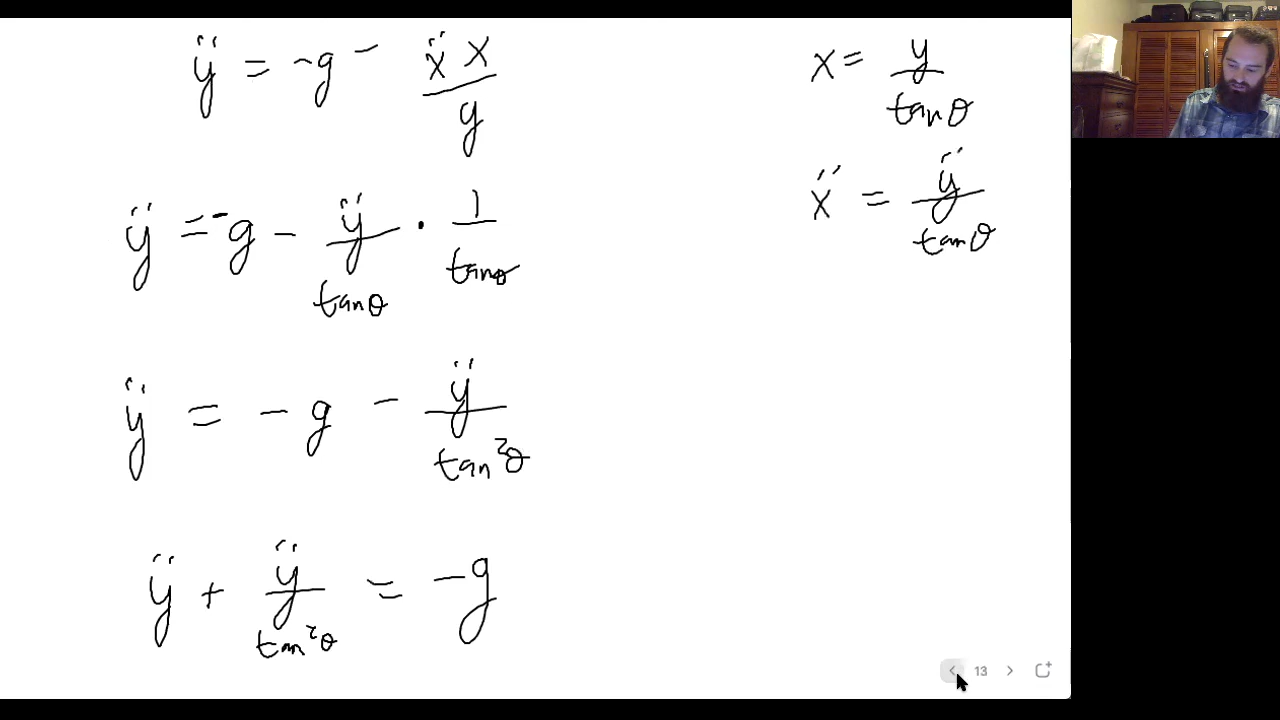 ÿ = -g - ẍ x / y
x = y / tanθ
ẍ = ÿ / tanθ
ÿ = -g - ÿ / tanθ · 1 / tanθ
ÿ = -g - ÿ / tan²θ
ÿ + ÿ / tan²θ = -g
13